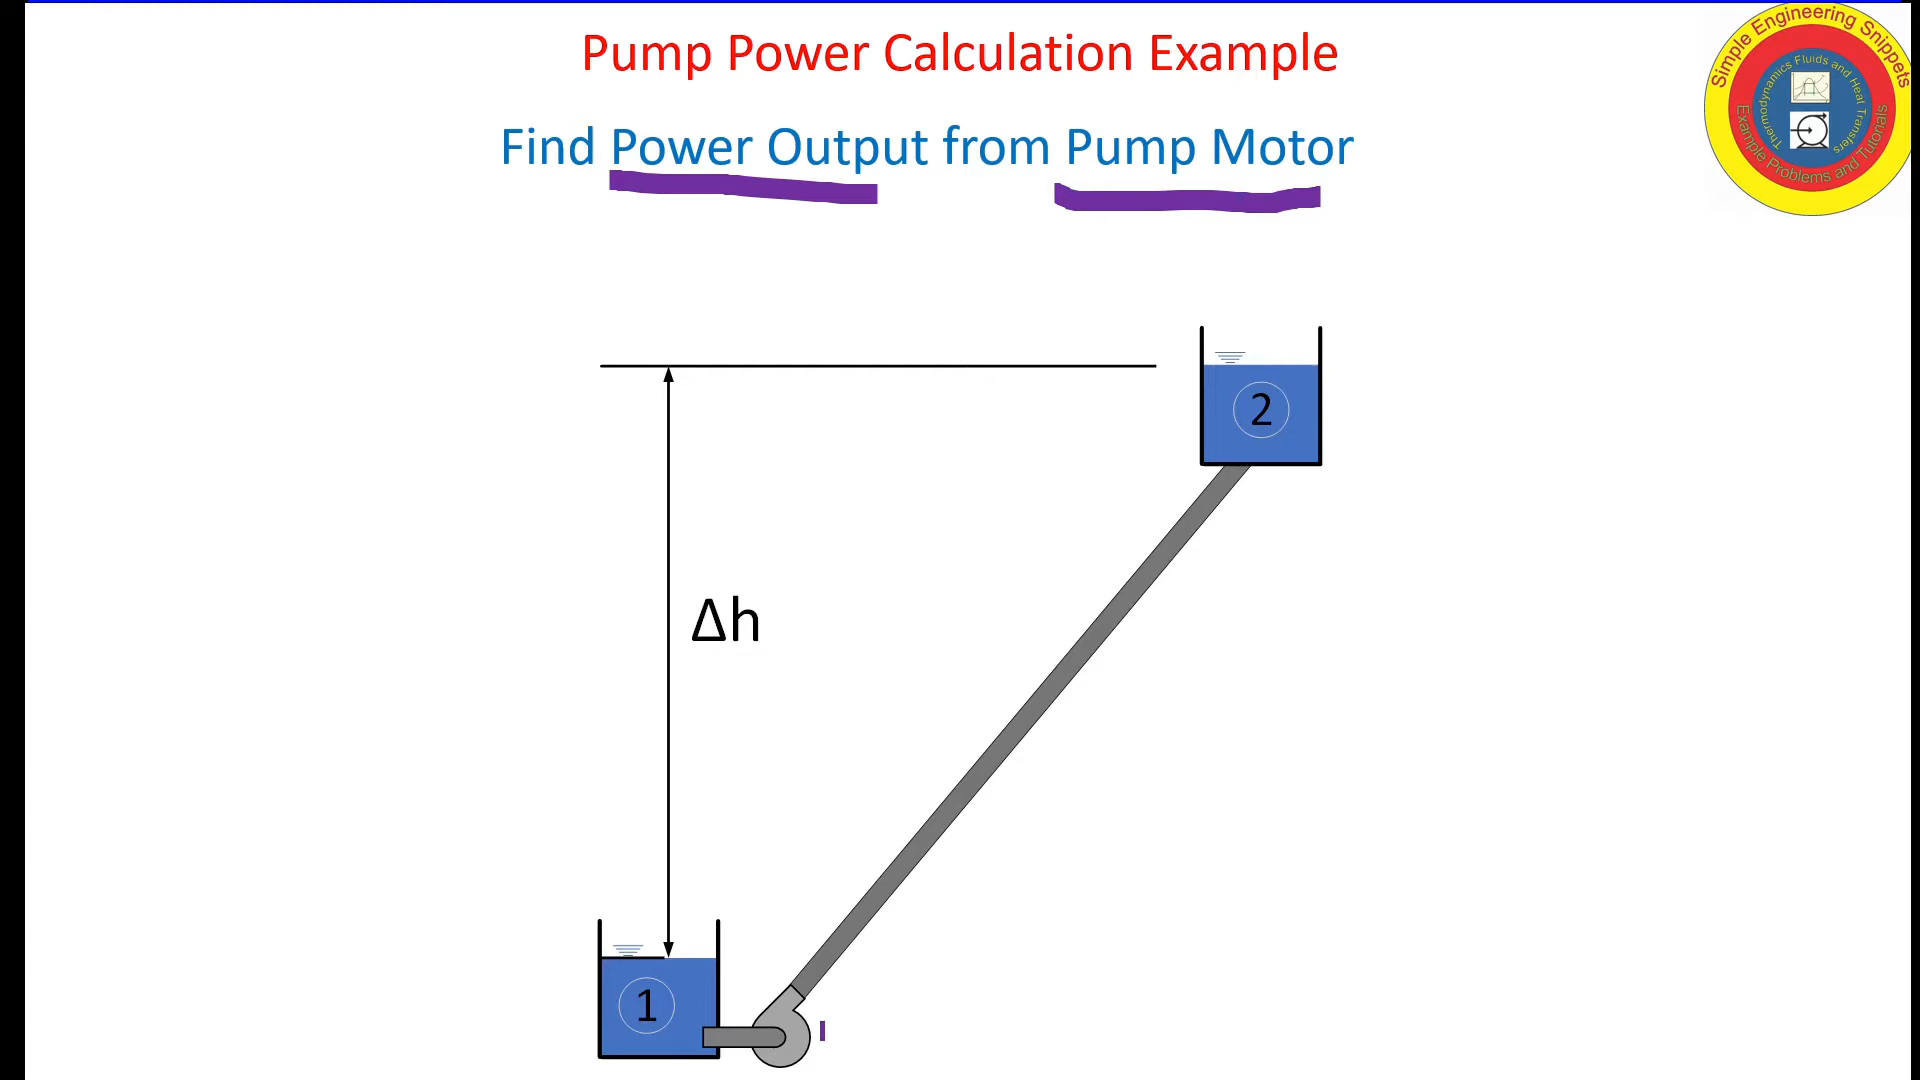 Pump Power Calculation Example
Find Power Output from Pump Motor
Simple Engineering Snippets
Thermodynamics Fluids and Heat Transfers
Example Problems and Tutorials
2
Δh
1